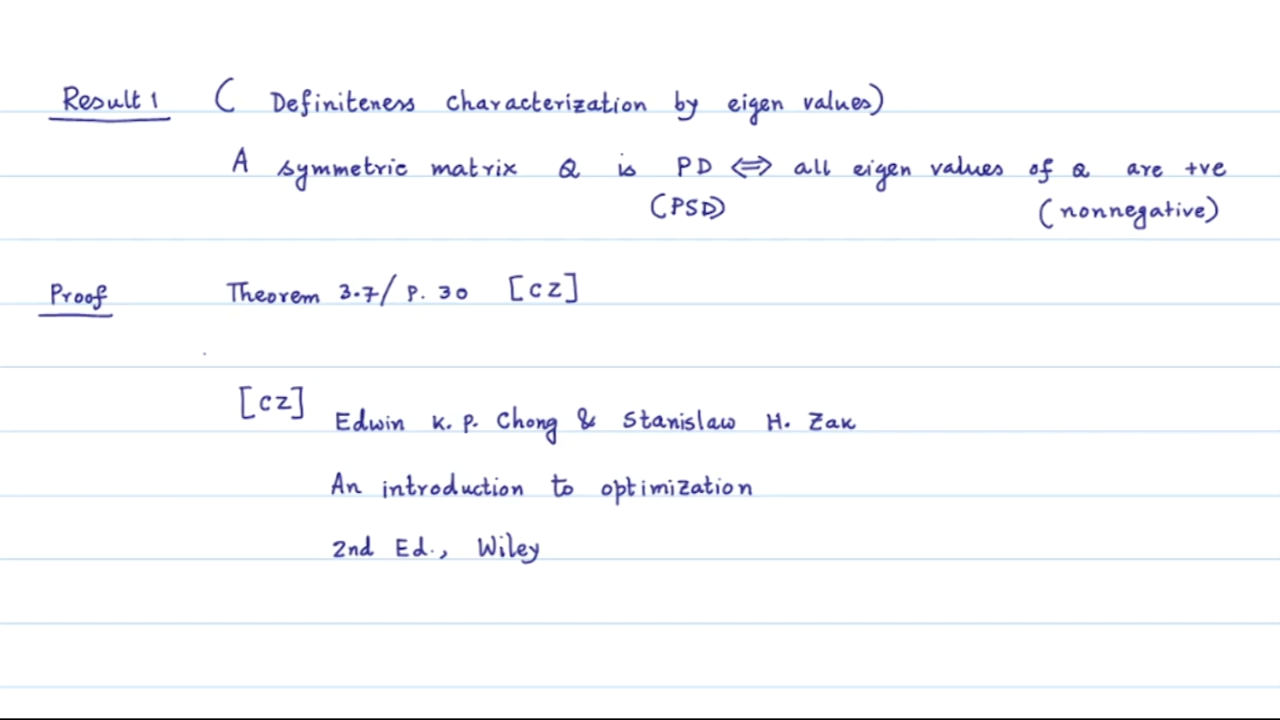 Result 1 ( Definiteness characterization by eigen values)
A symmetric matrix Q is PD ⟺ all eigen values of Q are +ve
(PSD) (nonnegative)
Proof Theorem 3.7/ P. 30 [CZ]
[CZ] Edwin K. P. Chong & Stanislaw H. Zak
An introduction to optimization
2nd Ed., Wiley